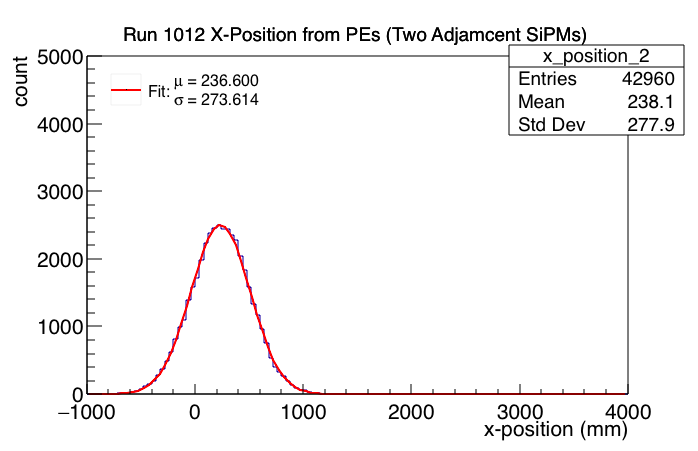 Run 1012 X-Position from PEs (Two Adjamcent SiPMs)
x_position_2
Entries 42960
Mean 238.1
Std Dev 277.9
Fit: μ = 236.600
σ = 273.614
count
5000
4000
3000
2000
1000
0
−1000 0 1000 2000 3000 4000
x-position (mm)